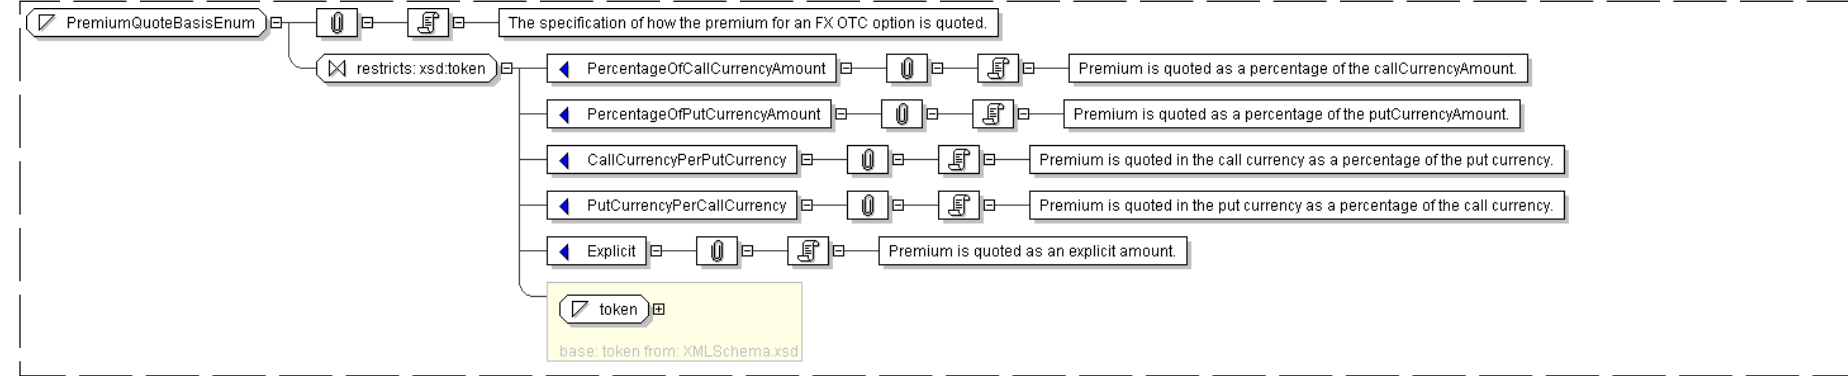 PremiumQuoteBasisEnum The specification of how the premium for an FX OTC option is quoted.
restricts: xsd:token PercentageOfCallCurrencyAmount Premium is quoted as a percentage of the callCurrencyAmount.
PercentageOfPutCurrencyAmount Premium is quoted as a percentage of the putCurrencyAmount.
CallCurrencyPerPutCurrency Premium is quoted in the call currency as a percentage of the put currency.
PutCurrencyPerCallCurrency Premium is quoted in the put currency as a percentage of the call currency.
Explicit Premium is quoted as an explicit amount.
token
base: token from: XMLSchema.xsd